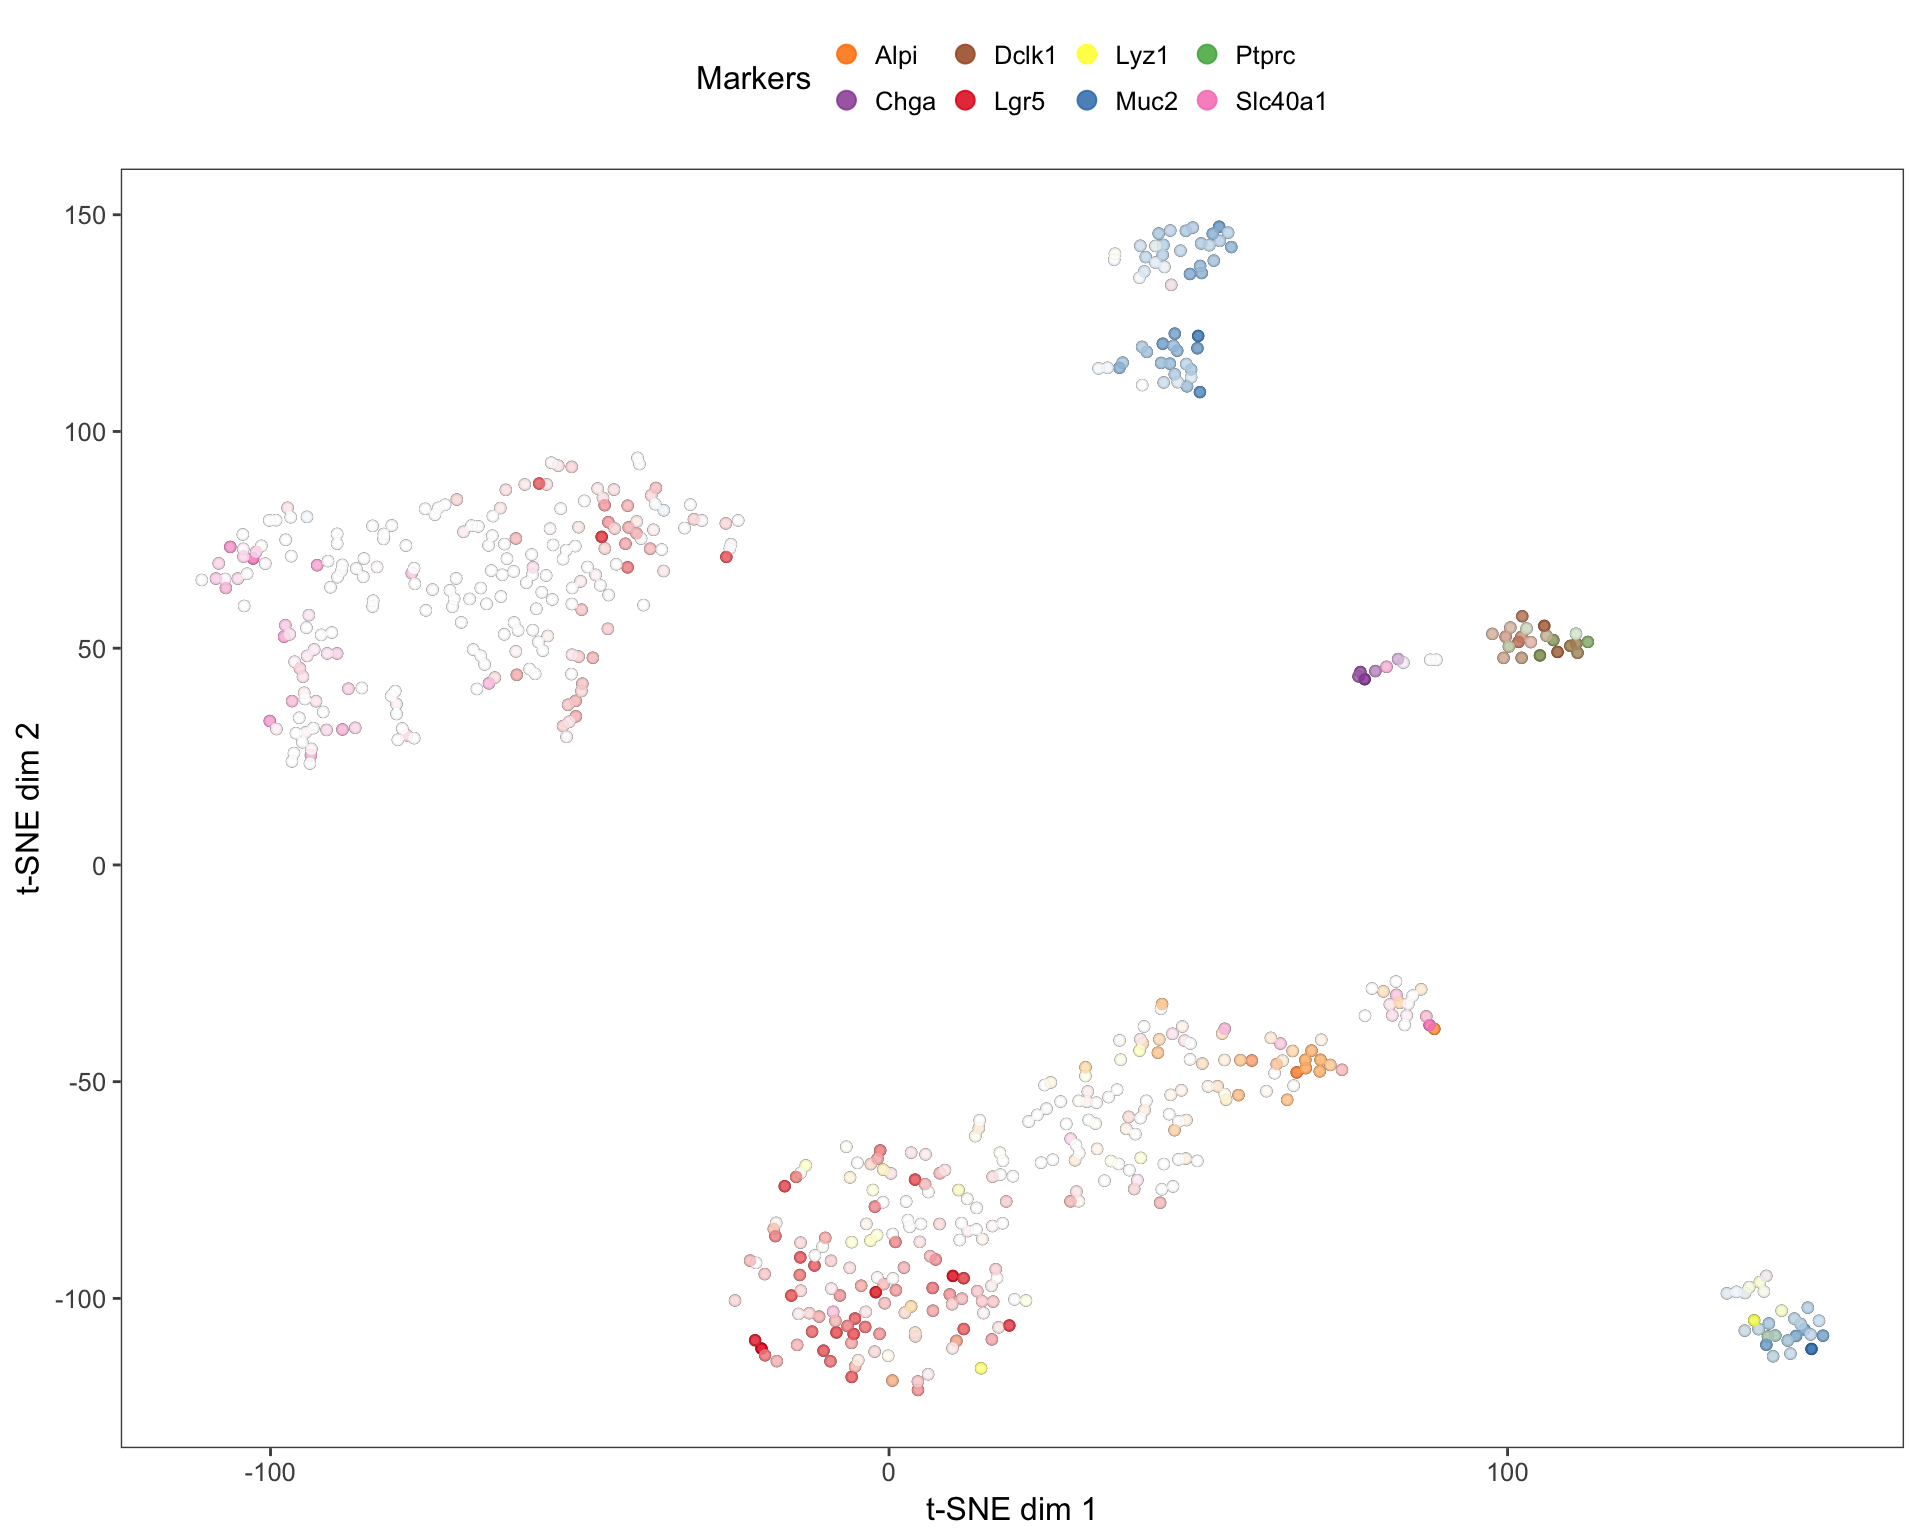 Markers
Alpi Dclk1 Lyz1 Ptprc
Chga Lgr5 Muc2 Slc40a1
150
100
50
0
-50
-100
t-SNE dim 2
-100 0 100
t-SNE dim 1